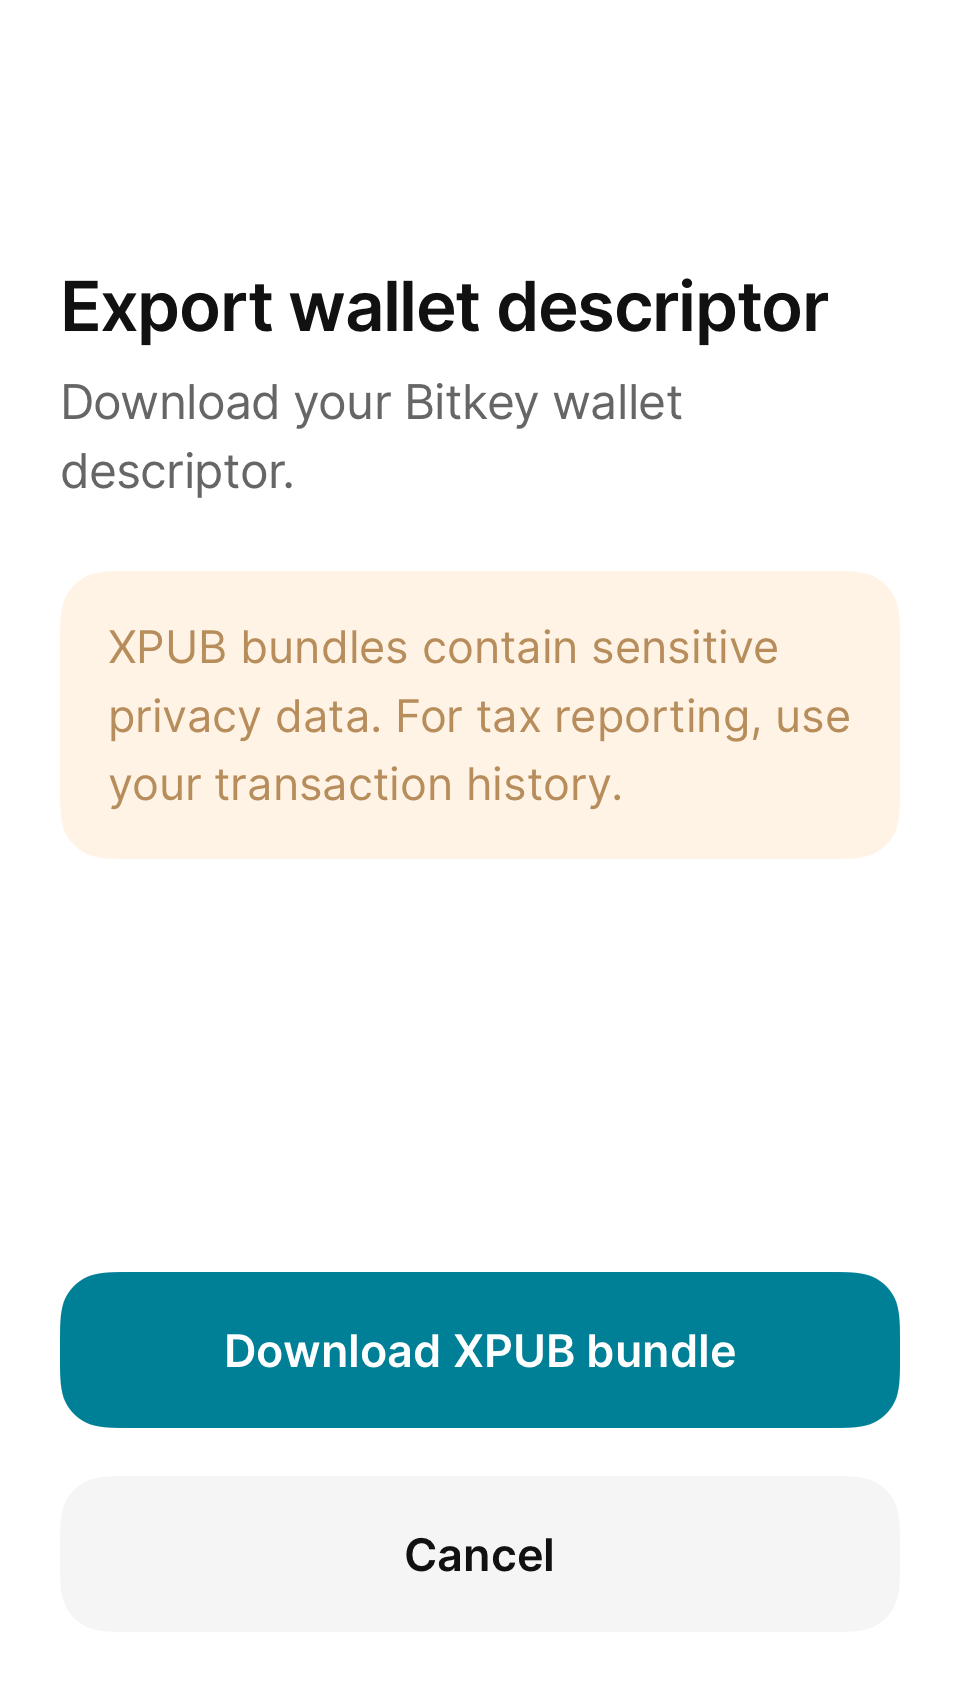 Export wallet descriptor
Download your Bitkey wallet
descriptor.
XPUB bundles contain sensitive
privacy data. For tax reporting, use
your transaction history.
Download XPUB bundle
Cancel